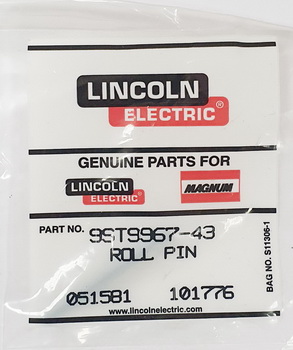 LINCOLN®
ELECTRIC
GENUINE PARTS FOR
LINCOLN® ELECTRIC
MAGNUM
PART NO. 9ST9967-43
ROLL PIN
051581 101776
www.lincolnelectric.com
BAG NO. S11306-1